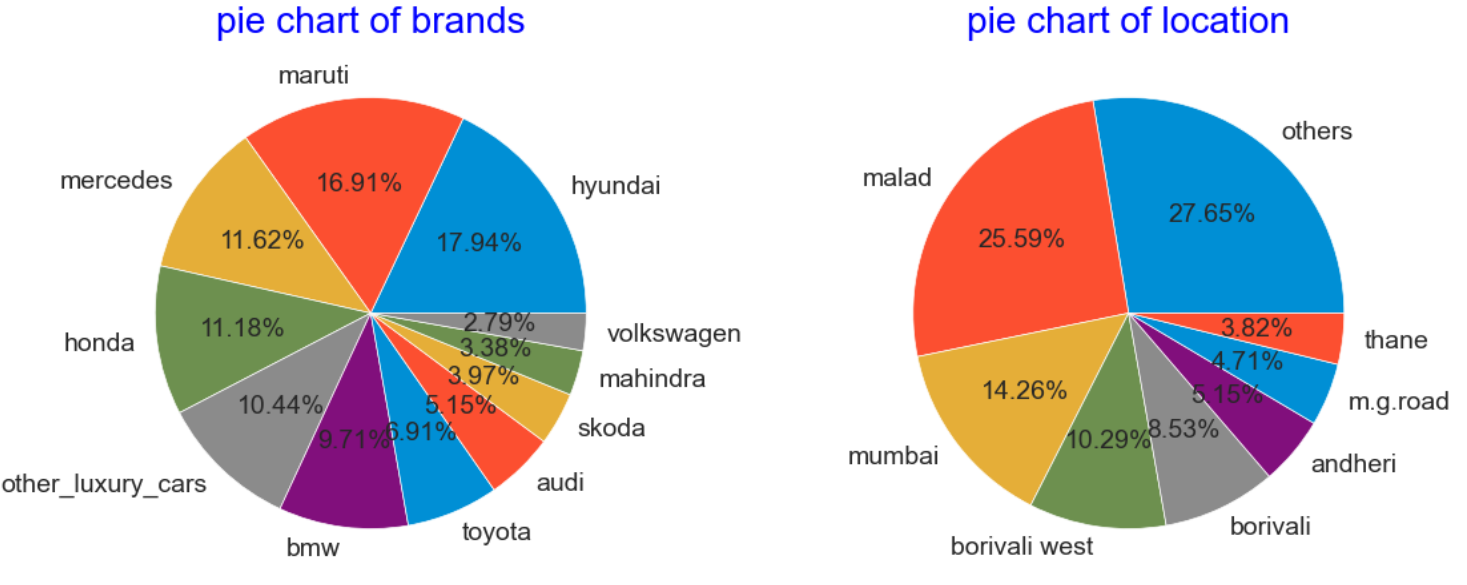 pie chart of brands
maruti
mercedes
hyundai
16.91%
11.62%
17.94%
honda
11.18%
2.79%
volkswagen
3.38%
mahindra
3.97%
skoda
10.44%
5.15%
9.71%
6.91%
other_luxury_cars
audi
toyota
bmw
pie chart of location
others
malad
27.65%
25.59%
3.82%
thane
4.71%
m.g.road
14.26%
5.15%
8.53%
10.29%
mumbai
andheri
borivali
borivali west